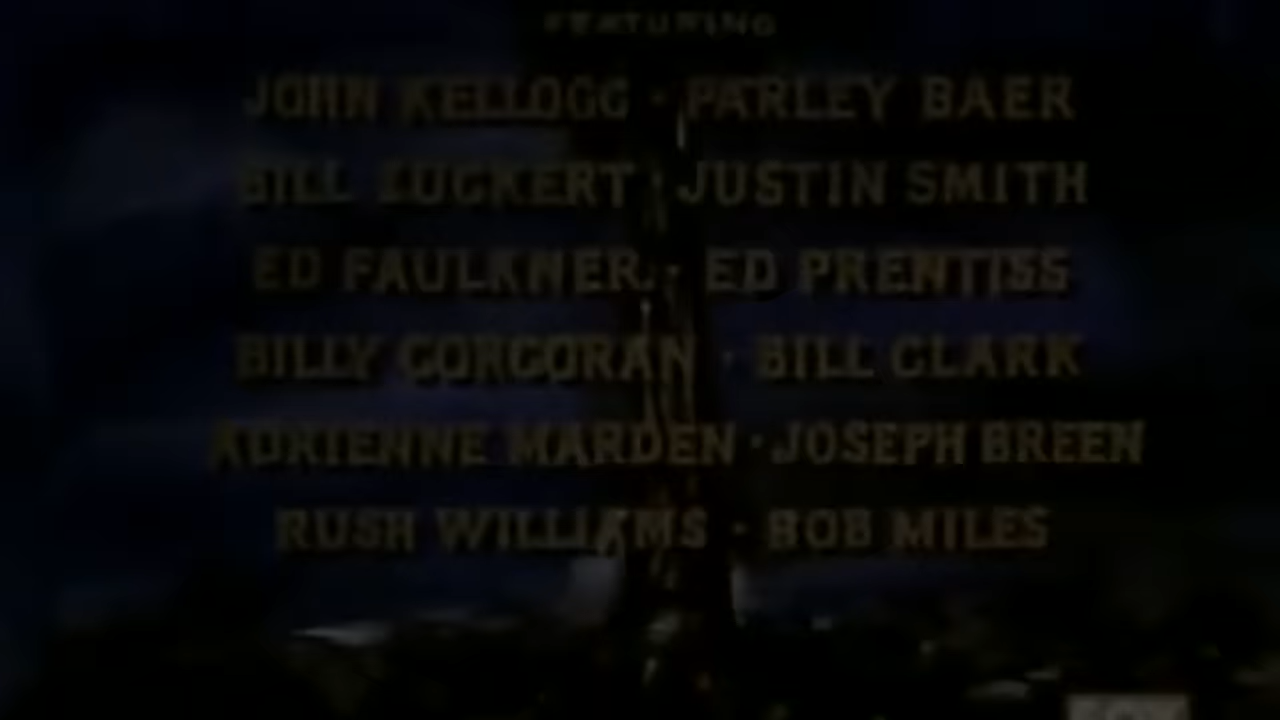 FEATURING
JOHN KELLOGG · PARLEY BAER
BILL LUCKERT · JUSTIN SMITH
ED FAULKNER · ED PRENTISS
BILLY CORCORAN · BILL CLARK
ADRIENNE MARDEN · JOSEPH BREEN
RUSH WILLIAMS · BOB MILES